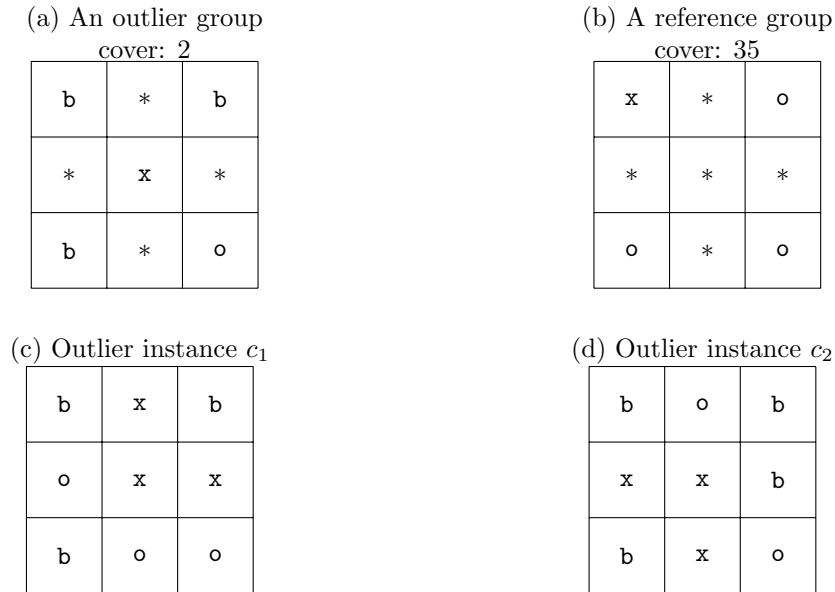 (a) An outlier group
cover: 2
b * b
* x *
b * o
(b) A reference group
cover: 35
x * o
* * *
o * o
(c) Outlier instance c₁
b x b
o x x
b o o
(d) Outlier instance c₂
b o b
x x b
b x o